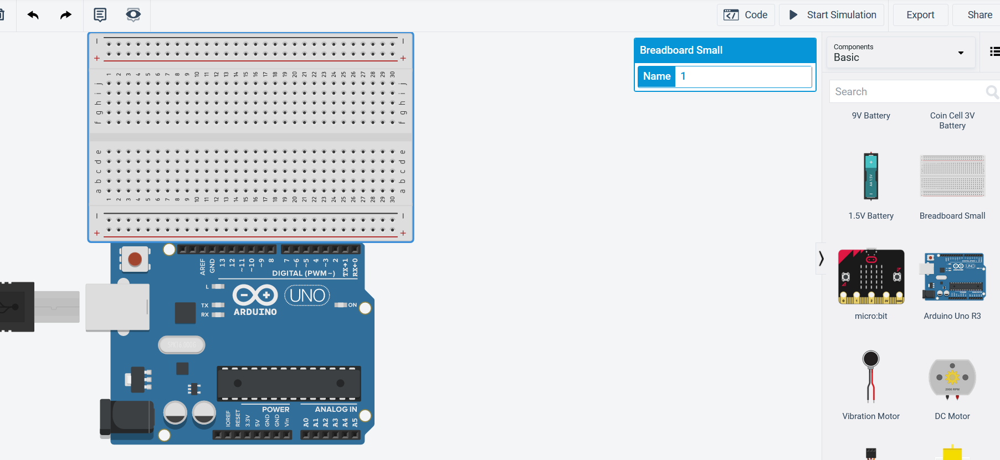 Code
Start Simulation
Export
Share
Breadboard Small
Name 1
Components
Basic
Search
9V Battery
Coin Cell 3V
Battery
AA 1.5V
1.5V Battery
Breadboard Small
micro:bit
Arduino Uno R3
Vibration Motor
2000 RPM
DC Motor
− −
+ +
1 2 3 4 5 6 7 8 9 10 11 12 13 14 15 16 17 18 19 20 21 22 23 24 25 26 27 28 29 30
j j
i i
h h
g g
f f
e e
d d
c c
b b
a a
1 2 3 4 5 6 7 8 9 10 11 12 13 14 15 16 17 18 19 20 21 22 23 24 25 26 27 28 29 30
− −
+ +
AREF GND 13 12 ~11 ~10 ~9 8 7 ~6 ~5 4 ~3 2 TX→1 RX←0
DIGITAL (PWM~)
L
TX
RX
ARDUINO
UNO
ON
SPK16.000G
POWER
ANALOG IN
IOREF RESET 3.3V 5V GND GND Vin A0 A1 A2 A3 A4 A5